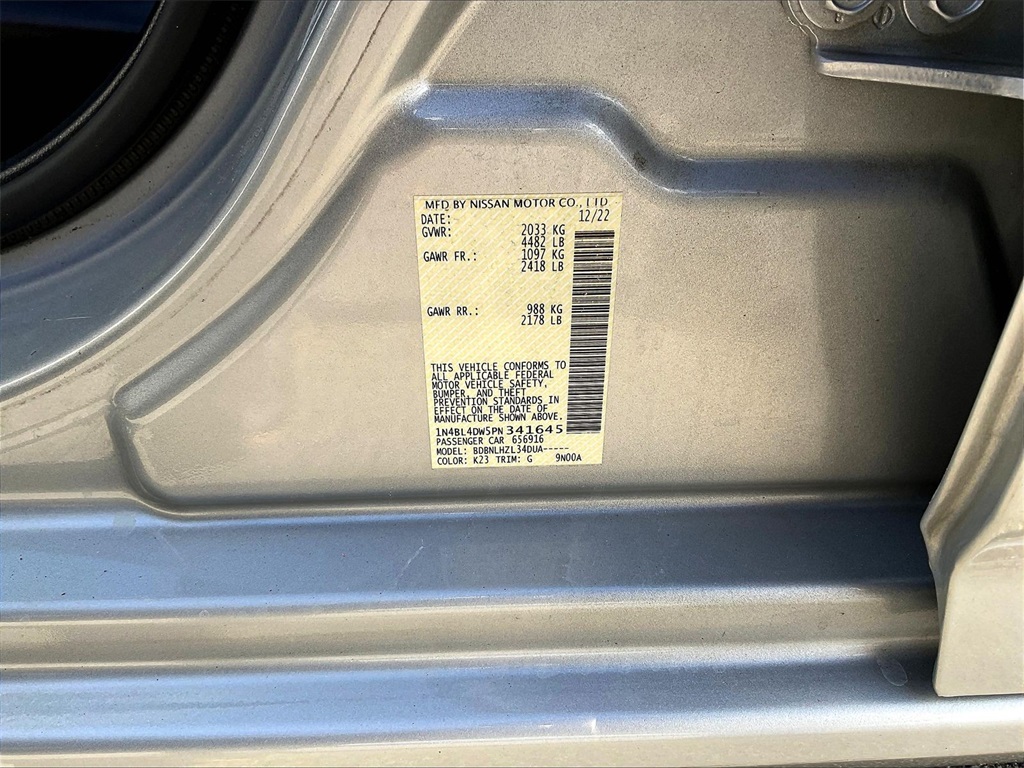 MFD BY NISSAN MOTOR CO., LTD
DATE: 12/22
GVWR: 2033 KG
4482 LB
GAWR FR.: 1097 KG
2418 LB
GAWR RR.: 988 KG
2178 LB
THIS VEHICLE CONFORMS TO
ALL APPLICABLE FEDERAL
MOTOR VEHICLE SAFETY,
BUMPER, AND THEFT
PREVENTION STANDARDS IN
EFFECT ON THE DATE OF
MANUFACTURE SHOWN ABOVE.
1N4BL4DW5PN341645
PASSENGER CAR 656916
MODEL: BDBNLHZL34DUA-----
COLOR: K23 TRIM: G 9N00A